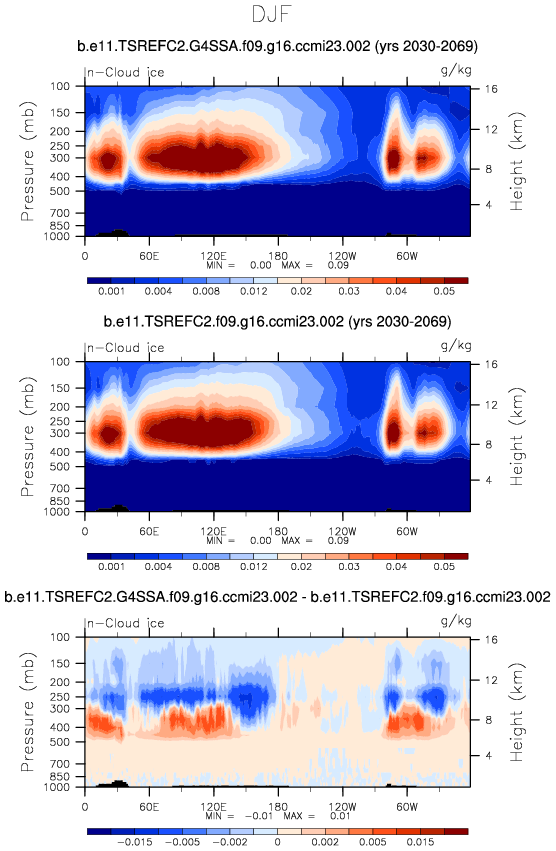 DJF
b.e11.TSREFC2.G4SSA.f09.g16.ccmi23.002 (yrs 2030-2069)
In-Cloud ice g/kg
Pressure (mb)
Height (km)
100 16
150
200 12
250
300
400 8
500
700 4
850
1000
0 60E 120E 180 120W 60W
MIN = 0.00 MAX = 0.09
0.001 0.004 0.008 0.012 0.02 0.03 0.04 0.05
b.e11.TSREFC2.f09.g16.ccmi23.002 (yrs 2030-2069)
In-Cloud ice g/kg
Pressure (mb)
Height (km)
100 16
150
200 12
250
300
400 8
500
700 4
850
1000
0 60E 120E 180 120W 60W
MIN = 0.00 MAX = 0.09
0.001 0.004 0.008 0.012 0.02 0.03 0.04 0.05
b.e11.TSREFC2.G4SSA.f09.g16.ccmi23.002 - b.e11.TSREFC2.f09.g16.ccmi23.002
In-Cloud ice g/kg
Pressure (mb)
Height (km)
100 16
150
200 12
250
300
400 8
500
700 4
850
1000
0 60E 120E 180 120W 60W
MIN = -0.01 MAX = 0.01
-0.015 -0.005 -0.002 0 0.002 0.005 0.015